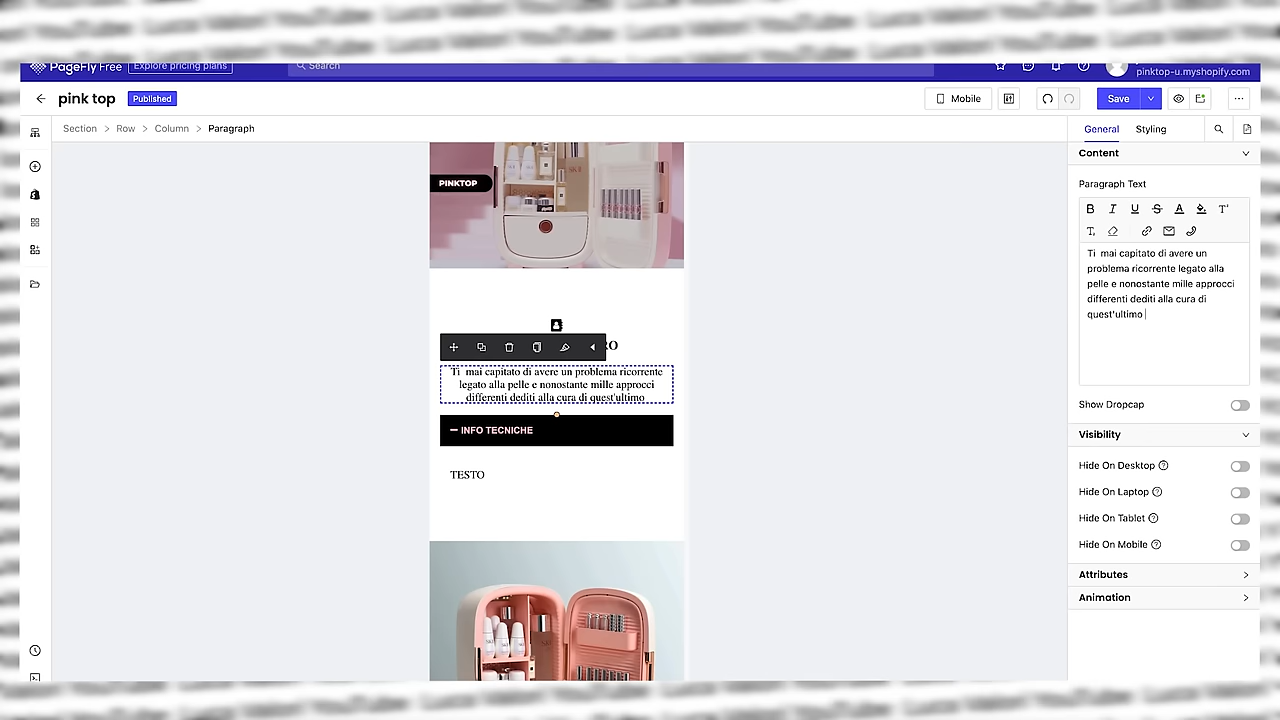 PageFly Free
Explore pricing plans
Search
pinktop-u.myshopify.com
pink top
Published
Mobile
Save
Section > Row > Column > Paragraph
General
Styling
Content
Paragraph Text
Ti  mai capitato di avere un
problema ricorrente legato alla
pelle e nonostante mille approcci
differenti dediti alla cura di
quest'ultimo
Show Dropcap
Visibility
Hide On Desktop
Hide On Laptop
Hide On Tablet
Hide On Mobile
Attributes
Animation
PINKTOP
RO
Ti  mai capitato di avere un problema ricorrente
legato alla pelle e nonostante mille approcci
differenti dediti alla cura di quest'ultimo
INFO TECNICHE
TESTO